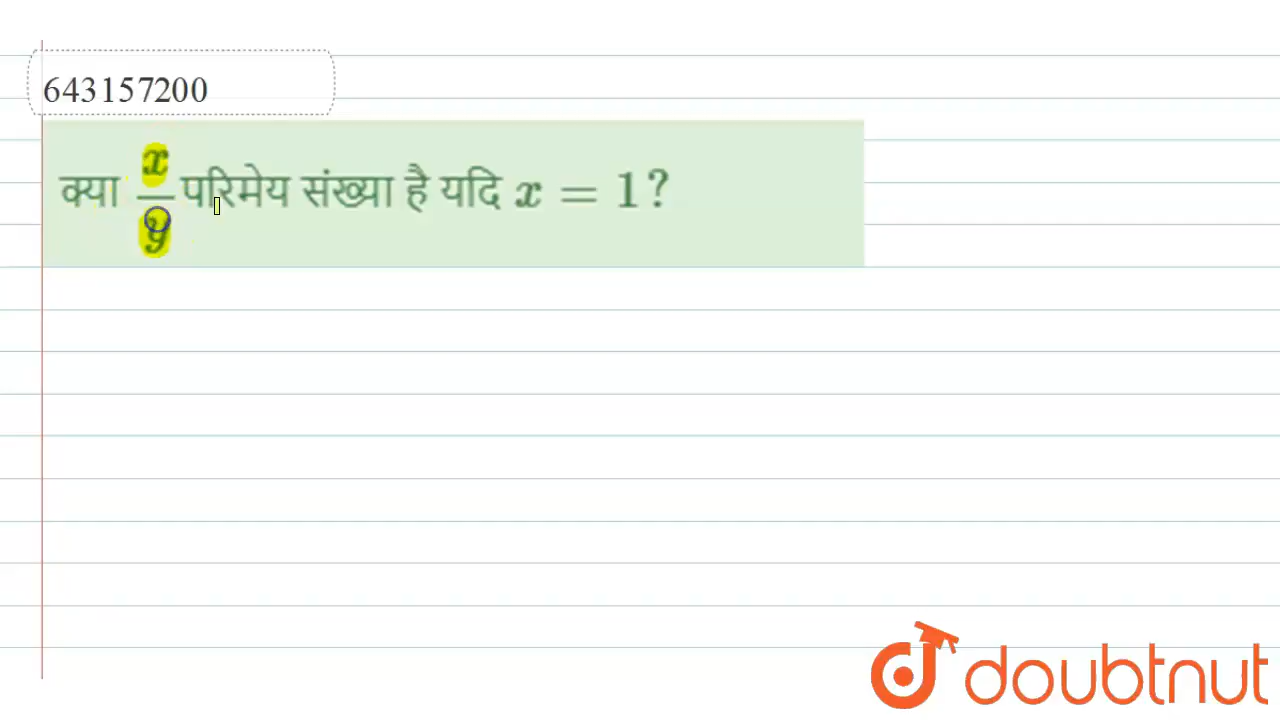 643157200
क्या x/y परिमेय संख्या है यदि x = 1?
doubtnut